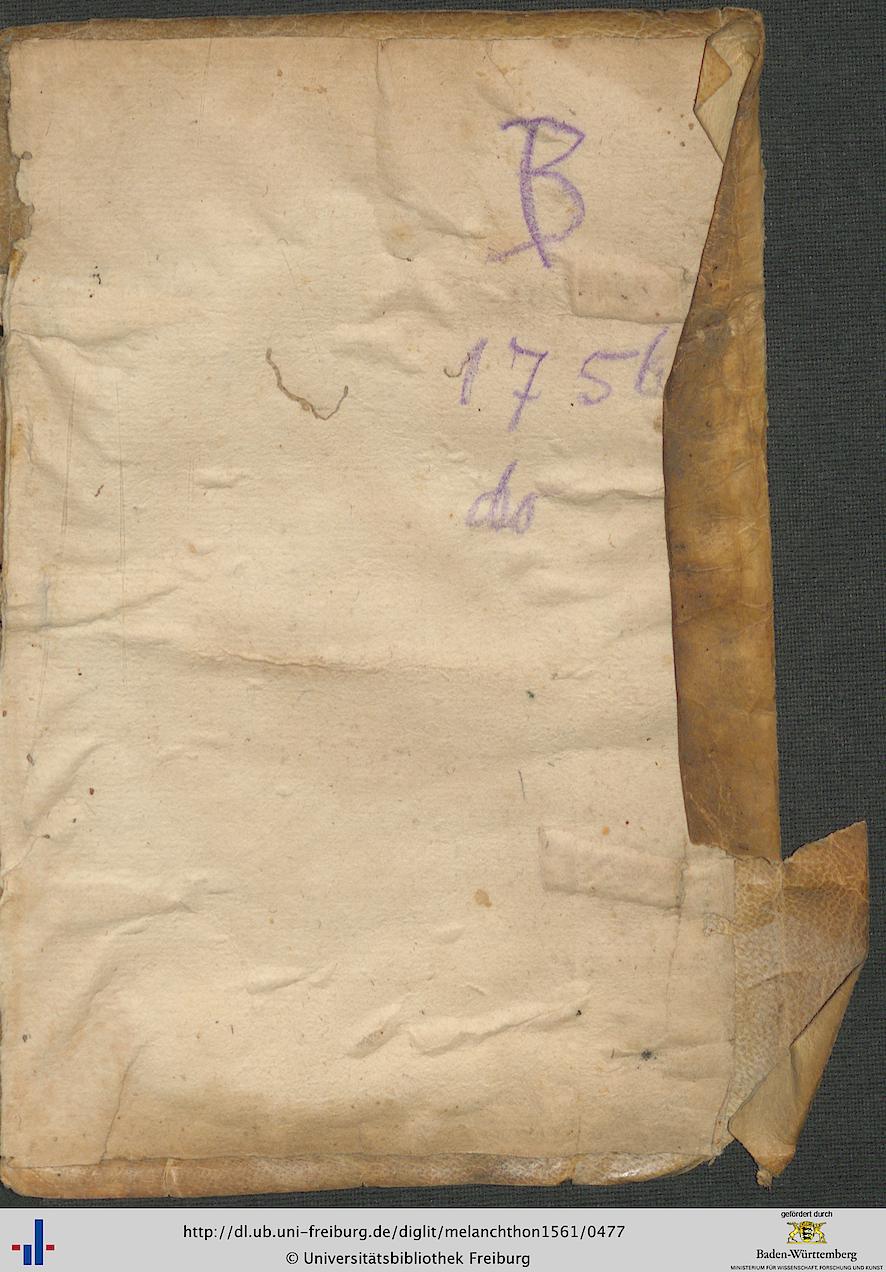 B
1756
do
http://dl.ub.uni-freiburg.de/diglit/melanchthon1561/0477
© Universitätsbibliothek Freiburg
gefördert durch
Baden-Württemberg
MINISTERIUM FÜR WISSENSCHAFT, FORSCHUNG UND KUNST